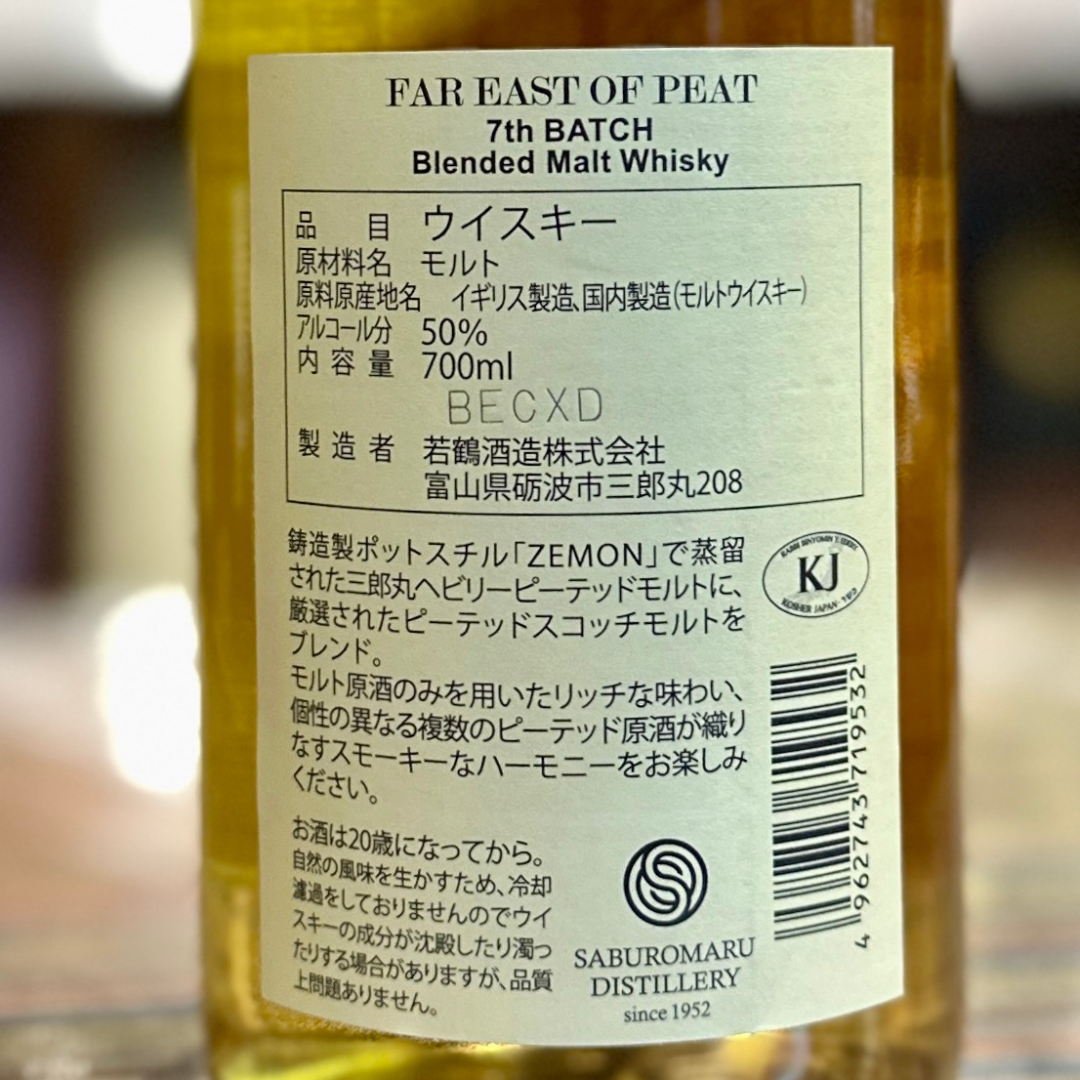 FAR EAST OF PEAT
7th BATCH
Blended Malt Whisky
品 目 ウイスキー
原材料名 モルト
原料原産地名 イギリス製造、国内製造(モルトウイスキー)
アルコール分 50%
内容量 700ml
BECXD
製造者 若鶴酒造株式会社
富山県砺波市三郎丸208
鋳造製ポットスチル「ZEMON」で蒸留
された三郎丸ヘビリーピーテッドモルトに、
厳選されたピーテッドスコッチモルトを
ブレンド。
モルト原酒のみを用いたリッチな味わい、
個性の異なる複数のピーテッド原酒が織り
なすスモーキーなハーモニーをお楽しみ
ください。
KJ
KOSHER JAPAN
4 962743 719532
お酒は20歳になってから。
自然の風味を生かすため、冷却
濾過をしておりませんのでウイ
スキーの成分が沈殿したり濁っ
たりする場合がありますが、品質
上問題ありません。
SABUROMARU
DISTILLERY
since 1952